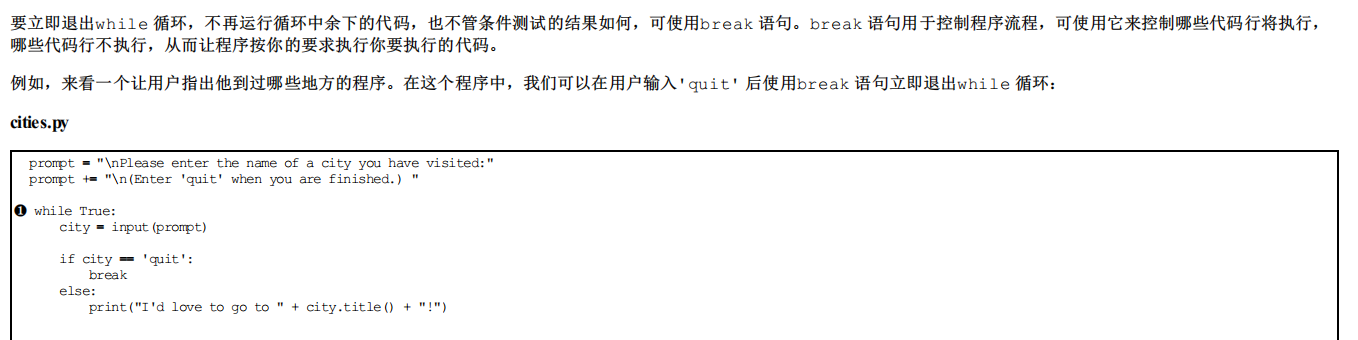 要立即退出while 循环，不再运行循环中余下的代码，也不管条件测试的结果如何，可使用break 语句。break 语句用于控制程序流程，可使用它来控制哪些代码行将执行，
哪些代码行不执行，从而让程序按你的要求执行你要执行的代码。
例如，来看一个让用户指出他到过哪些地方的程序。在这个程序中，我们可以在用户输入'quit' 后使用break 语句立即退出while 循环：
cities.py
prompt = "\nPlease enter the name of a city you have visited:"
prompt += "\n(Enter 'quit' when you are finished.) "
❶ while True:
city = input(prompt)
if city == 'quit':
break
else:
print("I'd love to go to " + city.title() + "!")